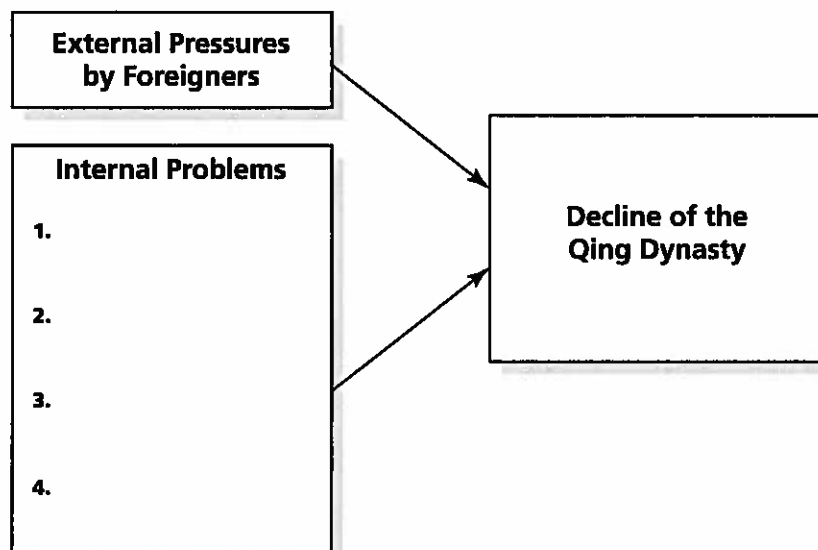 External Pressures
by Foreigners
Internal Problems
1.
2.
3.
4.
Decline of the
Qing Dynasty